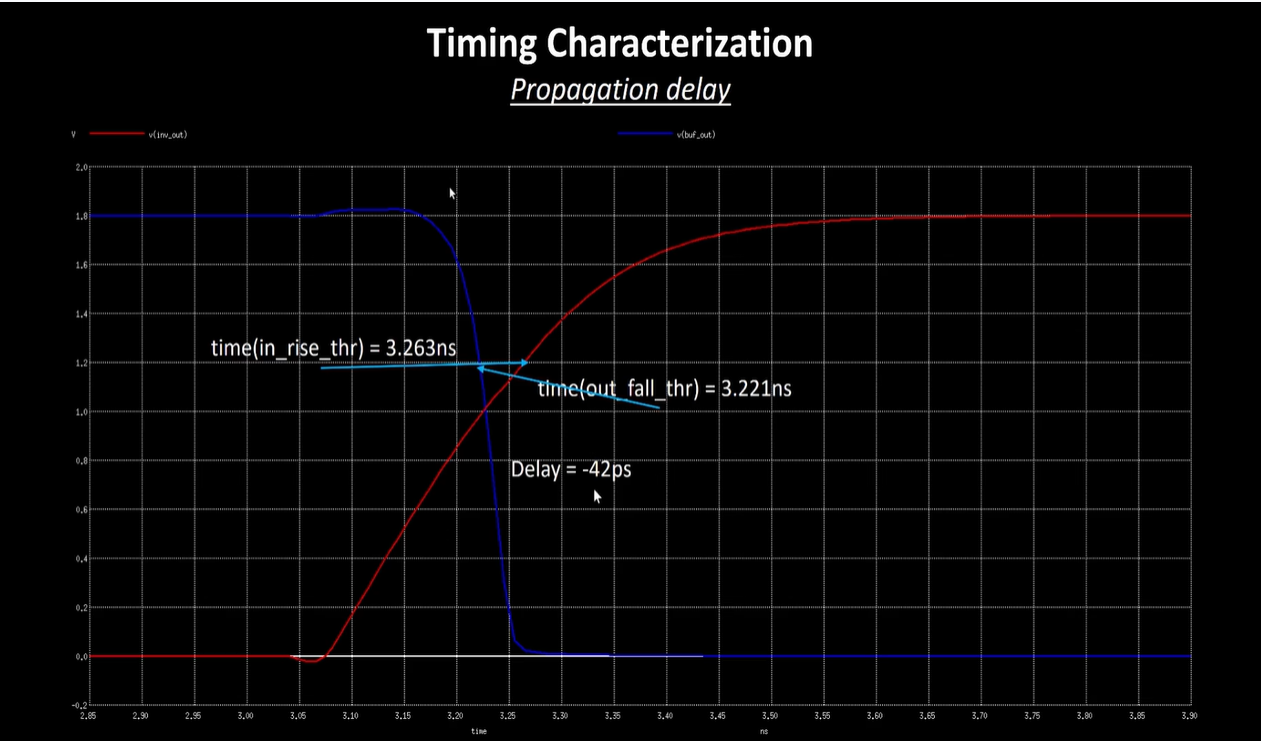 Timing Characterization
Propagation delay
V v(inv_out) v(buf_out)
2.0
1.8
1.6
1.4
time(in_rise_thr) = 3.263ns
1.2
time(out_fall_thr) = 3.221ns
1.0
0.8
Delay = -42ps
0.6
0.4
0.2
0.0
-0.2
2.85 2.90 2.95 3.00 3.05 3.10 3.15 3.20 3.25 3.30 3.35 3.40 3.45 3.50 3.55 3.60 3.65 3.70 3.75 3.80 3.85 3.90
time ns